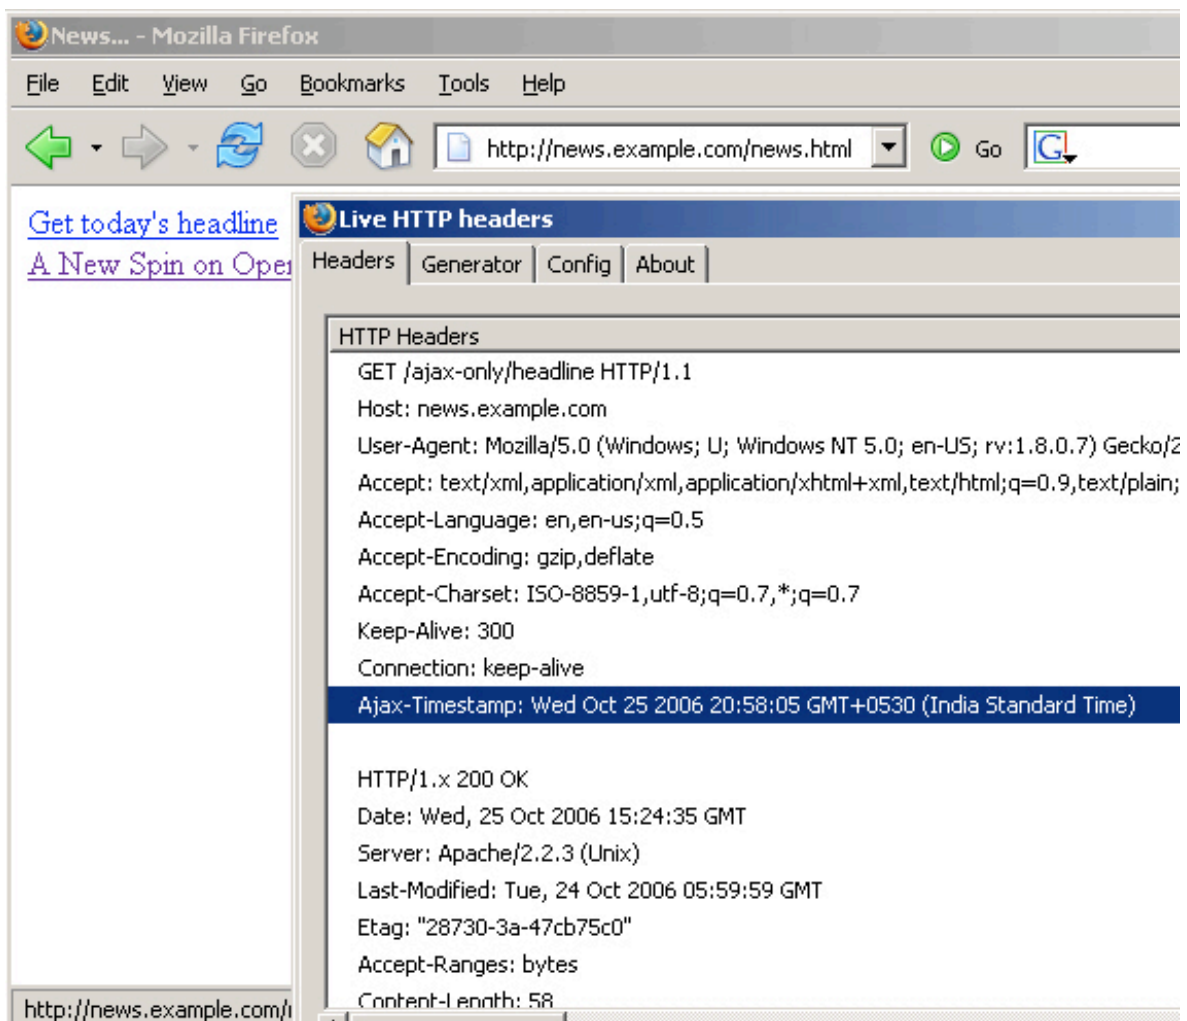 News... - Mozilla Firefox
File Edit View Go Bookmarks Tools Help
http://news.example.com/news.html Go G
Get today's headline
A New Spin on Oper
Live HTTP headers
Headers Generator Config About
HTTP Headers
GET /ajax-only/headline HTTP/1.1
Host: news.example.com
User-Agent: Mozilla/5.0 (Windows; U; Windows NT 5.0; en-US; rv:1.8.0.7) Gecko/2
Accept: text/xml,application/xml,application/xhtml+xml,text/html;q=0.9,text/plain;
Accept-Language: en,en-us;q=0.5
Accept-Encoding: gzip,deflate
Accept-Charset: ISO-8859-1,utf-8;q=0.7,*;q=0.7
Keep-Alive: 300
Connection: keep-alive
Ajax-Timestamp: Wed Oct 25 2006 20:58:05 GMT+0530 (India Standard Time)
HTTP/1.x 200 OK
Date: Wed, 25 Oct 2006 15:24:35 GMT
Server: Apache/2.2.3 (Unix)
Last-Modified: Tue, 24 Oct 2006 05:59:59 GMT
Etag: "28730-3a-47cb75c0"
Accept-Ranges: bytes
Content-Length: 58
http://news.example.com/